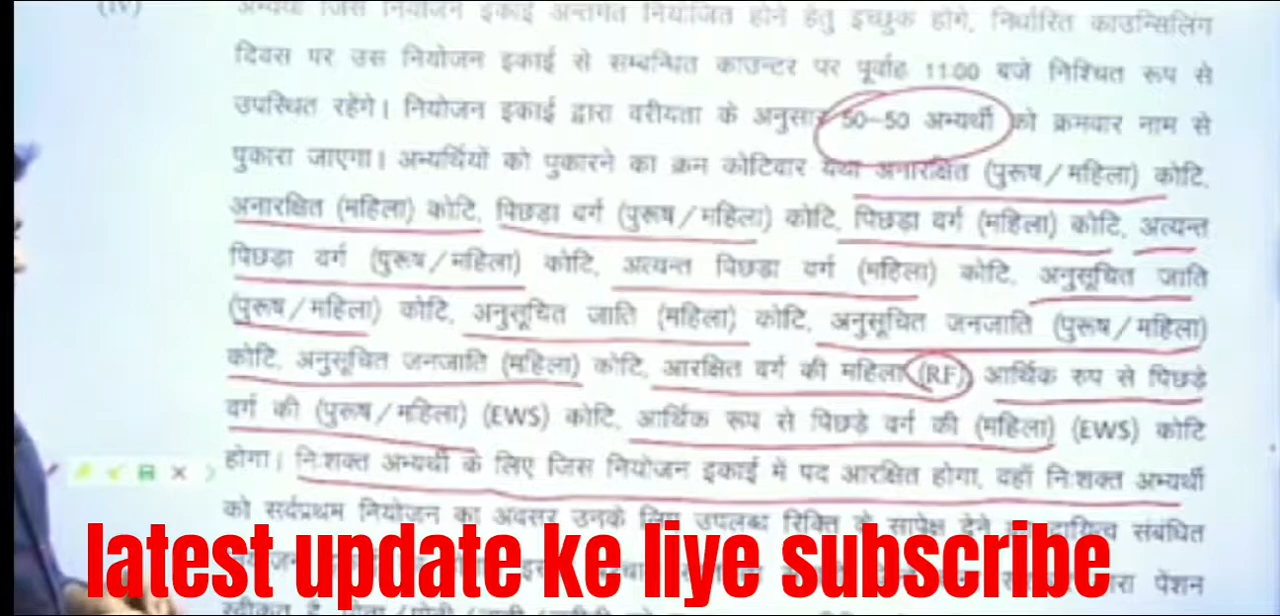 (iv) अभ्यर्थी जिस नियोजन इकाई अन्तर्गत नियोजित होने हेतु इच्छुक होंगे, निर्धारित काउन्सिलिंग
दिवस पर उस नियोजन इकाई से सम्बन्धित काउन्टर पर पूर्वाह्न 11:00 बजे निश्चित रूप से
उपस्थित रहेंगे। नियोजन इकाई द्वारा वरीयता के अनुसार 50–50 अभ्यर्थी को क्रमवार नाम से
पुकारा जाएगा। अभ्यर्थियों को पुकारने का क्रम कोटिवार यथा अनारक्षित (पुरूष/महिला) कोटि,
अनारक्षित (महिला) कोटि, पिछड़ा वर्ग (पुरूष/महिला) कोटि, पिछड़ा वर्ग (महिला) कोटि, अत्यन्त
पिछड़ा वर्ग (पुरूष/महिला) कोटि, अत्यन्त पिछड़ा वर्ग (महिला) कोटि, अनुसूचित जाति
(पुरूष/महिला) कोटि, अनुसूचित जाति (महिला) कोटि, अनुसूचित जनजाति (पुरूष/महिला)
कोटि, अनुसूचित जनजाति (महिला) कोटि, आरक्षित वर्ग की महिला (RF) आर्थिक रुप से पिछड़े
वर्ग की (पुरूष/महिला) (EWS) कोटि, आर्थिक रूप से पिछड़े वर्ग की (महिला) (EWS) कोटि
होगा। नि:शक्त अभ्यर्थी के लिए जिस नियोजन इकाई में पद आरक्षित होगा, वहाँ नि:शक्त अभ्यर्थी
को सर्वप्रथम नियोजन का अवसर उनके लिए उपलब्ध रिक्ति के सापेक्ष देने का दायित्व संबंधित
latest update ke liye subscribe
पेंशन